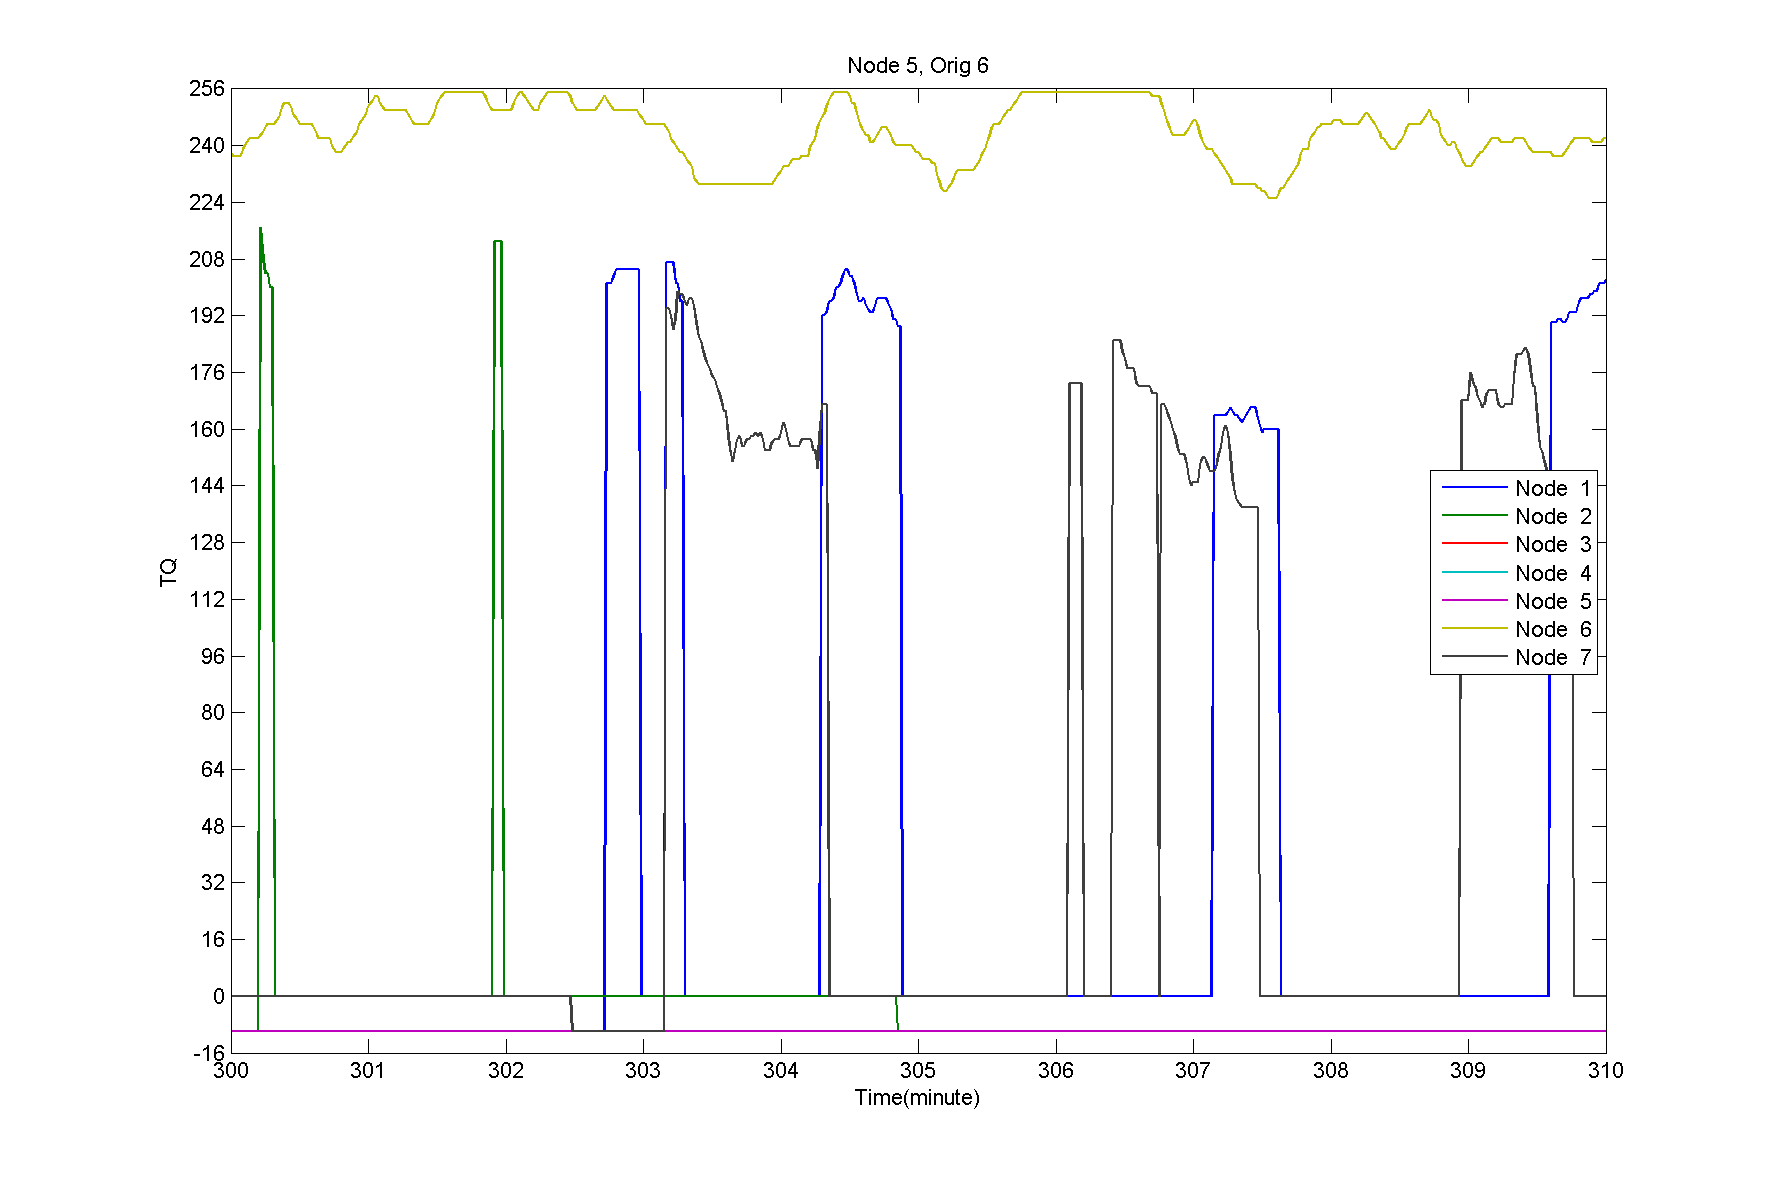 Node 5, Orig 6
256
240
224
208
192
176
160
144
128
112
96
80
64
48
32
16
0
-16
TQ
Node 1
Node 2
Node 3
Node 4
Node 5
Node 6
Node 7
300 301 302 303 304 305 306 307 308 309 310
Time(minute)